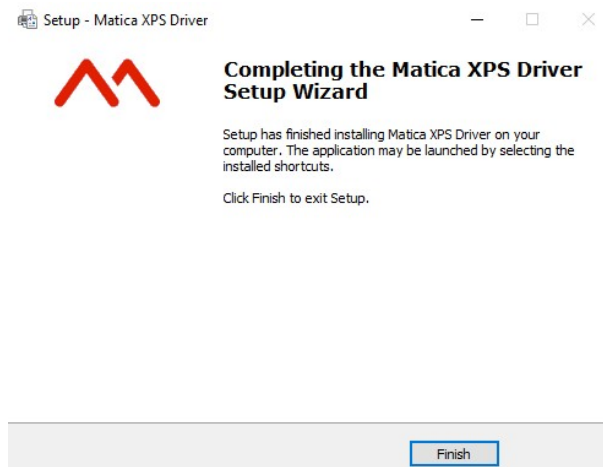 Setup - Matica XPS Driver
Completing the Matica XPS Driver
Setup Wizard
Setup has finished installing Matica XPS Driver on your
computer. The application may be launched by selecting the
installed shortcuts.
Click Finish to exit Setup.
Finish